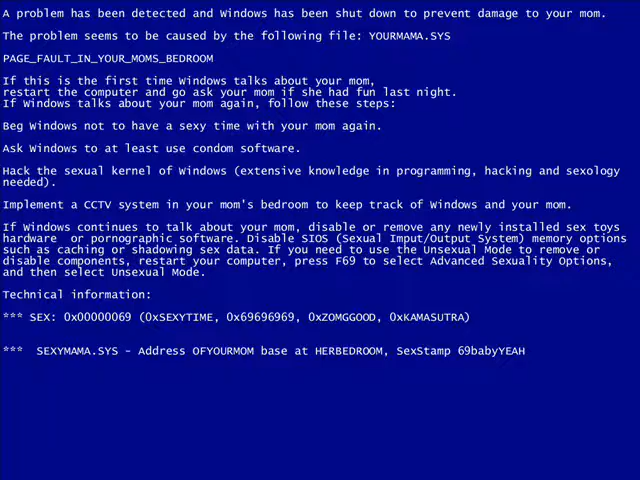 A problem has been detected and Windows has been shut down to prevent damage to your mom.
The problem seems to be caused by the following file: YOURMAMA.SYS
PAGE_FAULT_IN_YOUR_MOMS_BEDROOM
If this is the first time Windows talks about your mom,
restart the computer and go ask your mom if she had fun last night.
If Windows talks about your mom again, follow these steps:
Beg Windows not to have a sexy time with your mom again.
Ask Windows to at least use condom software.
Hack the sexual kernel of Windows (extensive knowledge in programming, hacking and sexology
needed).
Implement a CCTV system in your mom's bedroom to keep track of Windows and your mom.
If Windows continues to talk about your mom, disable or remove any newly installed sex toys
hardware  or pornographic software. Disable SIOS (Sexual Imput/Output System) memory options
such as caching or shadowing sex data. If you need to use the Unsexual Mode to remove or
disable components, restart your computer, press F69 to select Advanced Sexuality Options,
and then select Unsexual Mode.
Technical information:
*** SEX: 0x00000069 (0xSEXYTIME, 0x69696969, 0xZOMGGOOD, 0xKAMASUTRA)
***  SEXYMAMA.SYS - Address OFYOURMOM base at HERBEDROOM, SexStamp 69babyYEAH